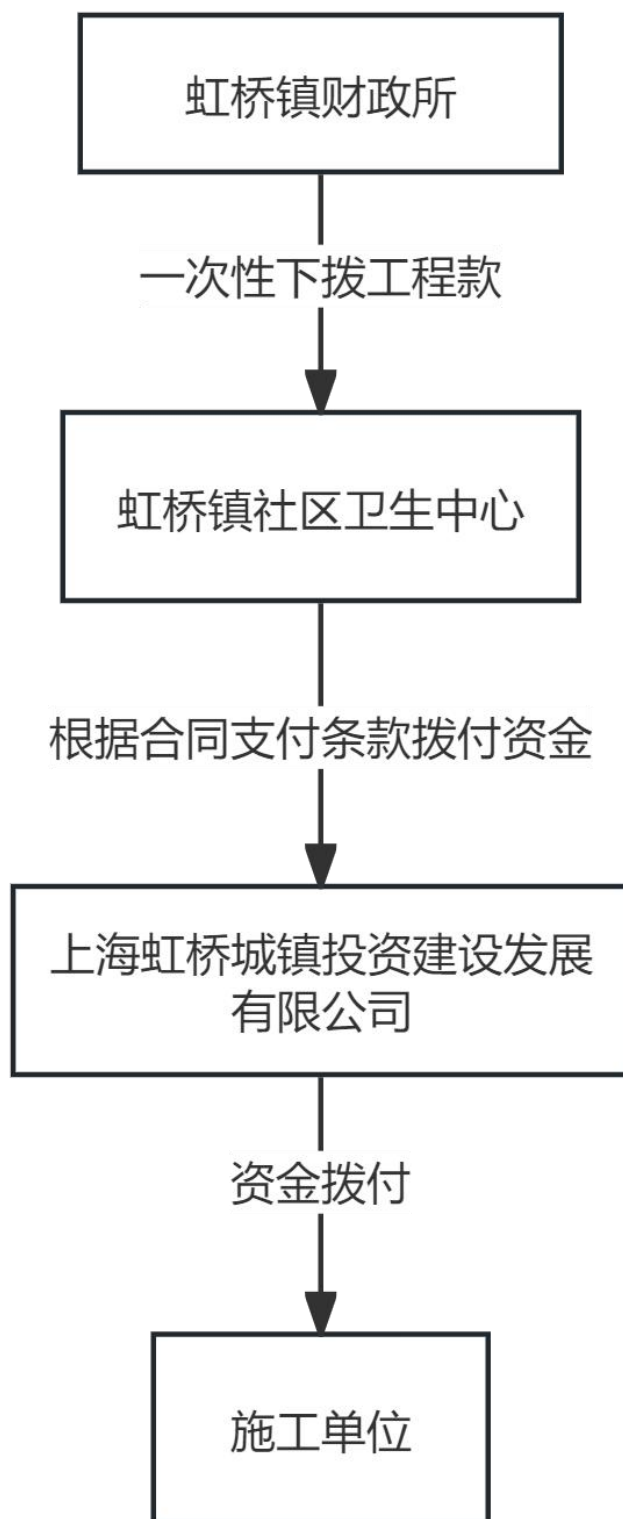 虹桥镇财政所
一次性下拨工程款
虹桥镇社区卫生中心
根据合同支付条款拨付资金
上海虹桥城镇投资建设发展
有限公司
资金拨付
施工单位